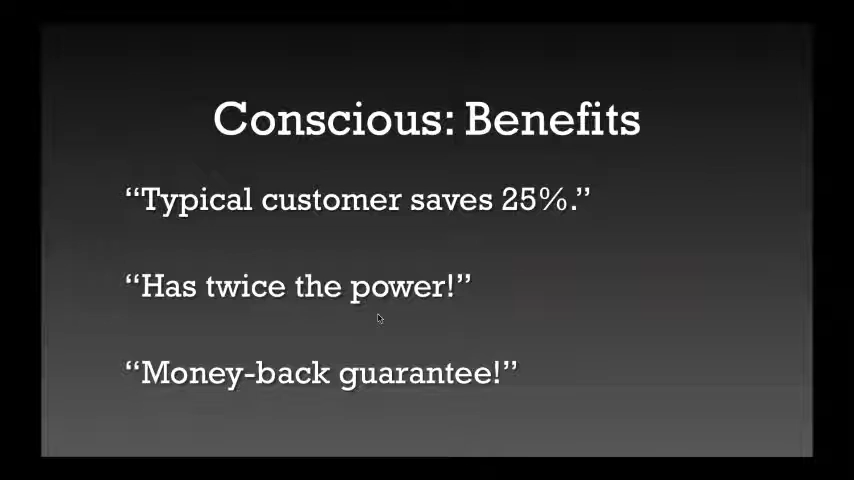 Conscious: Benefits
“Typical customer saves 25%.”
“Has twice the power!”
“Money-back guarantee!”